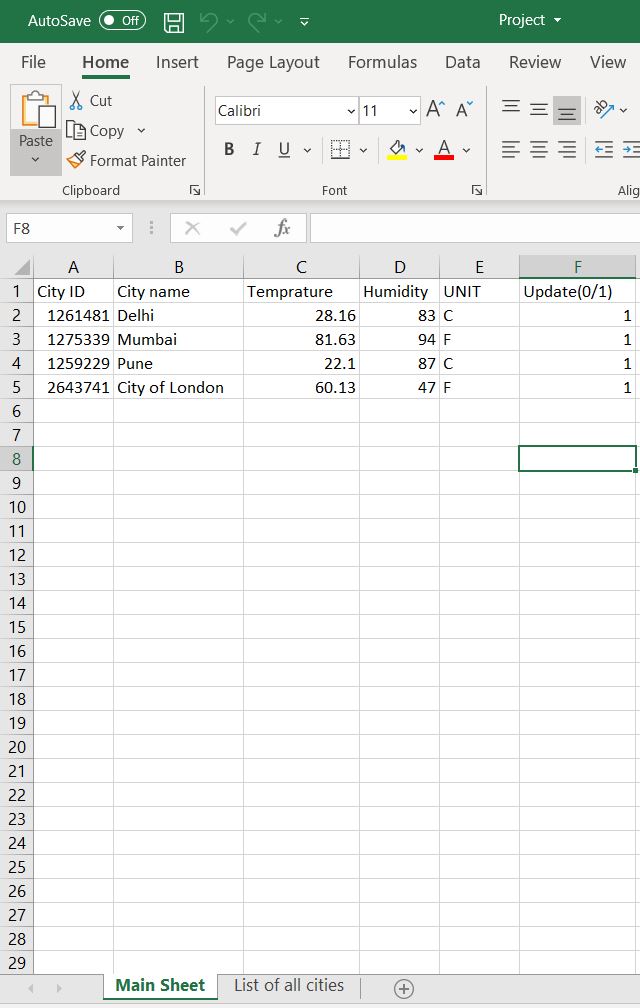 AutoSave Off Project
File Home Insert Page Layout Formulas Data Review View
Cut
Copy
Paste
Format Painter
Calibri 11 A A
B I U A
Clipboard Font Alig
F8 fx
A B C D E F
1 City ID City name Temprature Humidity UNIT Update(0/1)
2 1261481 Delhi 28.16 83 C 1
3 1275339 Mumbai 81.63 94 F 1
4 1259229 Pune 22.1 87 C 1
5 2643741 City of London 60.13 47 F 1
6
7
8
9
10
11
12
13
14
15
16
17
18
19
20
21
22
23
24
25
26
27
28
29
Main Sheet List of all cities